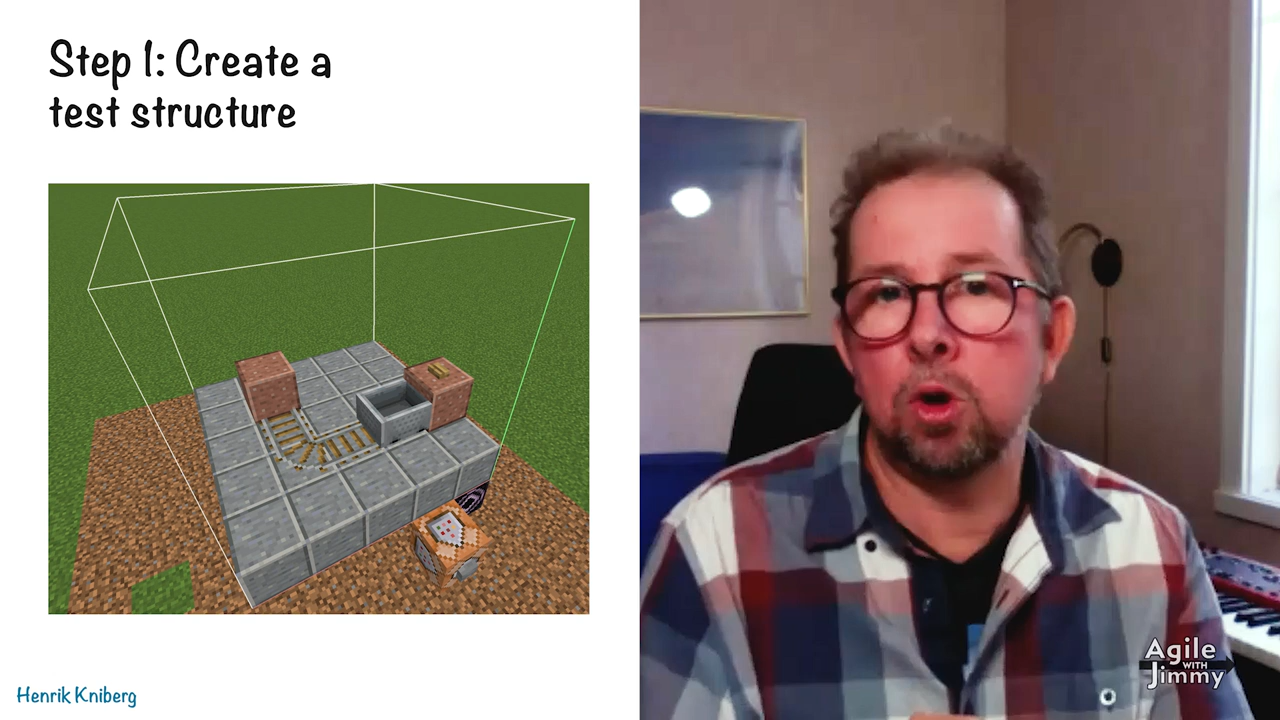 Step 1: Create a
test structure
Henrik Kniberg
Agile
WITH
Jimmy